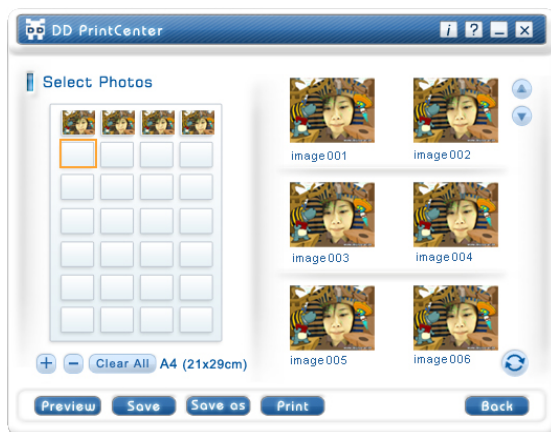 DD PrintCenter
i ? _ X
Select Photos
image001
image002
image003
image004
image005
image006
+ - Clear All A4 (21x29cm)
Preview Save Save as Print Back